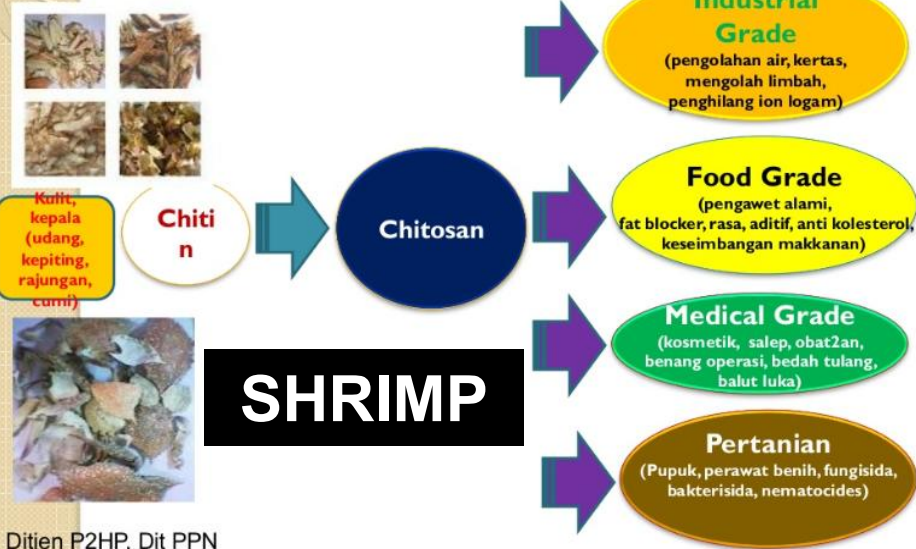 Industrial
Grade
(pengolahan air, kertas,
mengolah limbah,
penghilang ion logam)
Kulit,
kepala
(udang,
kepiting,
rajungan,
cumi)
Chiti
n
Chitosan
Food Grade
(pengawet alami,
fat blocker, rasa, aditif, anti kolesterol,
keseimbangan makkanan)
Medical Grade
(kosmetik, salep, obat2an,
benang operasi, bedah tulang,
balut luka)
SHRIMP
Pertanian
(Pupuk, perawat benih, fungisida,
bakterisida, nematocides)
Ditjen P2HP, Dit PPN